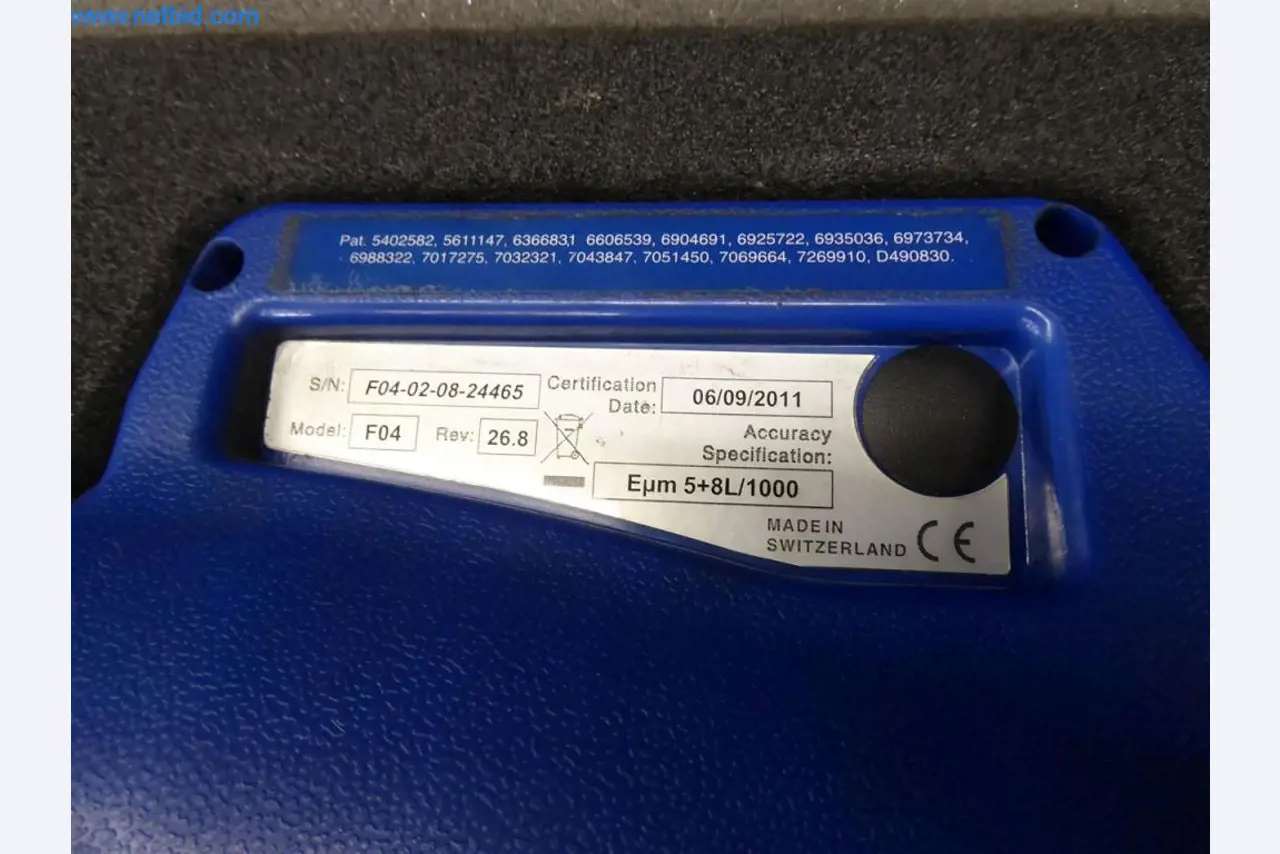 www.netbid.com
Pat. 5402582, 5611147, 6366831 6606539, 6904691, 6925722, 6935036, 6973734,
6988322, 7017275, 7032321, 7043847, 7051450, 7069664, 7269910, D490830.
S/N: F04-02-08-24465
Certification Date: 06/09/2011
Model: F04 Rev: 26.8
Accuracy
Specification:
Eµm 5+8L/1000
MADE IN
SWITZERLAND CE